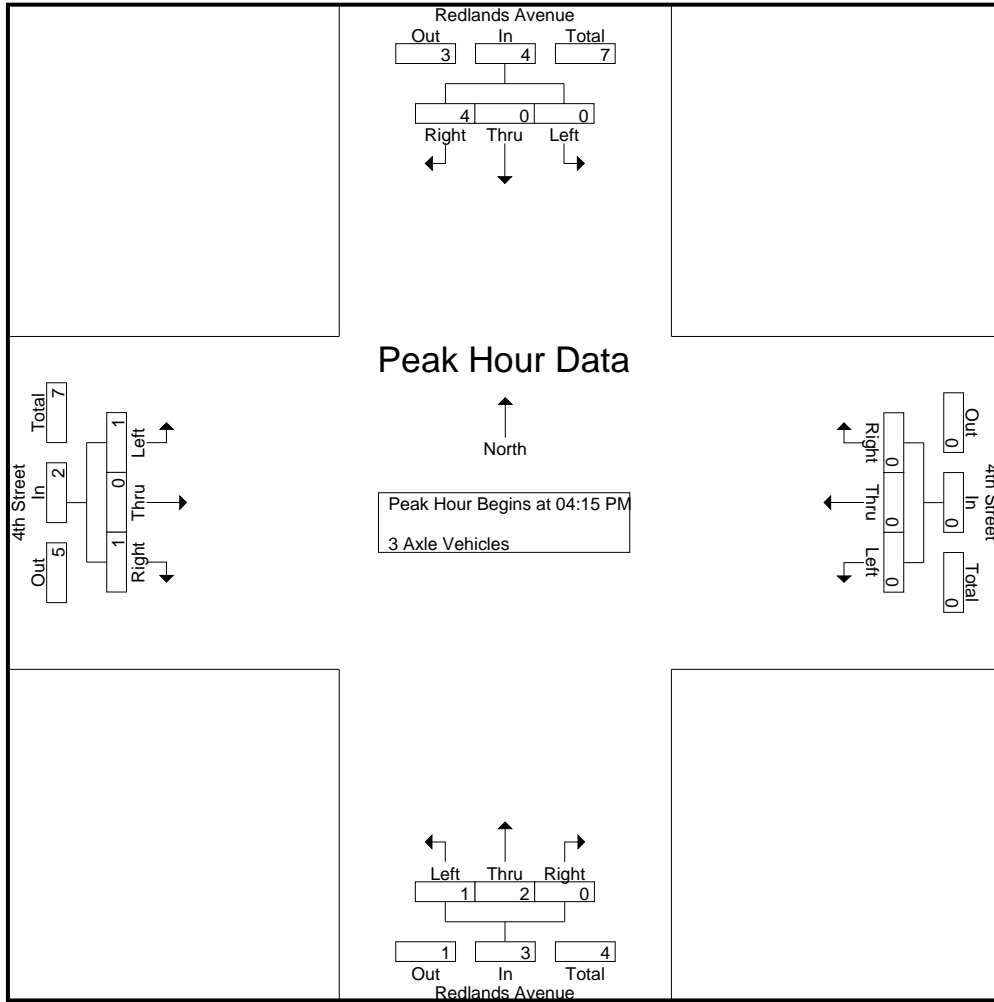 Redlands Avenue
Out In Total
3 4 7
4 0 0
Right Thru Left
Peak Hour Data
North
Peak Hour Begins at 04:15 PM
3 Axle Vehicles
4th Street
Out In Total
5 2 7
1 0 1
Right Thru Left
4th Street
Out In Total
0 0 0
0 0 0
Right Thru Left
Left Thru Right
1 2 0
1 3 4
Out In Total
Redlands Avenue